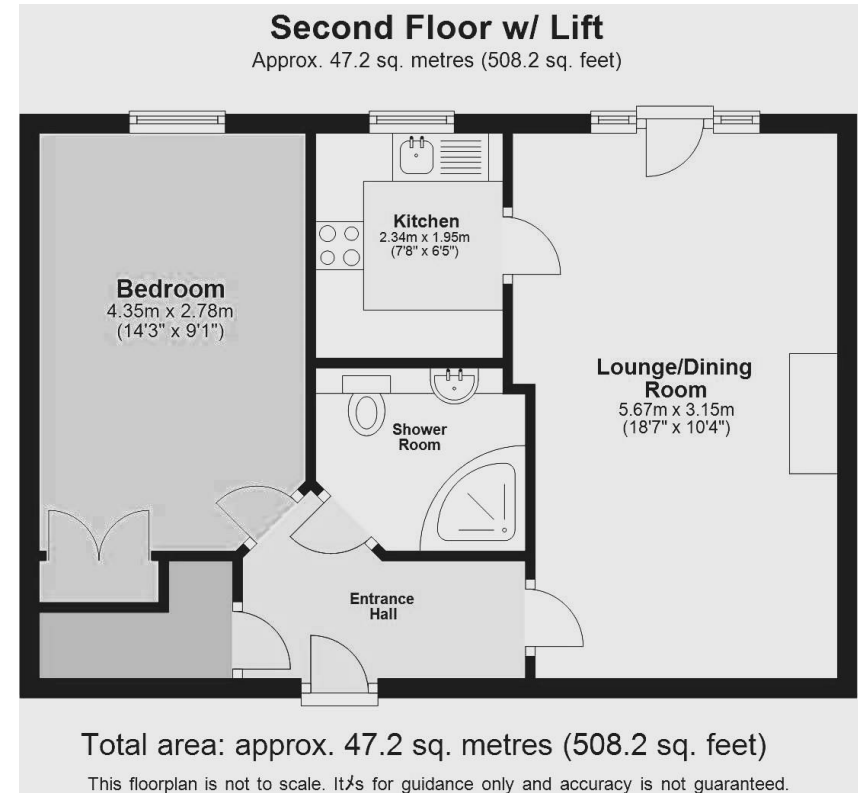 Second Floor w/ Lift
Approx. 47.2 sq. metres (508.2 sq. feet)
Kitchen
2.34m x 1.95m
(7'8" x 6'5")
Bedroom
4.35m x 2.78m
(14'3" x 9'1")
Lounge/Dining
Room
5.67m x 3.15m
(18'7" x 10'4")
Shower
Room
Entrance
Hall
Total area: approx. 47.2 sq. metres (508.2 sq. feet)
This floorplan is not to scale. It⁄s for guidance only and accuracy is not guaranteed.